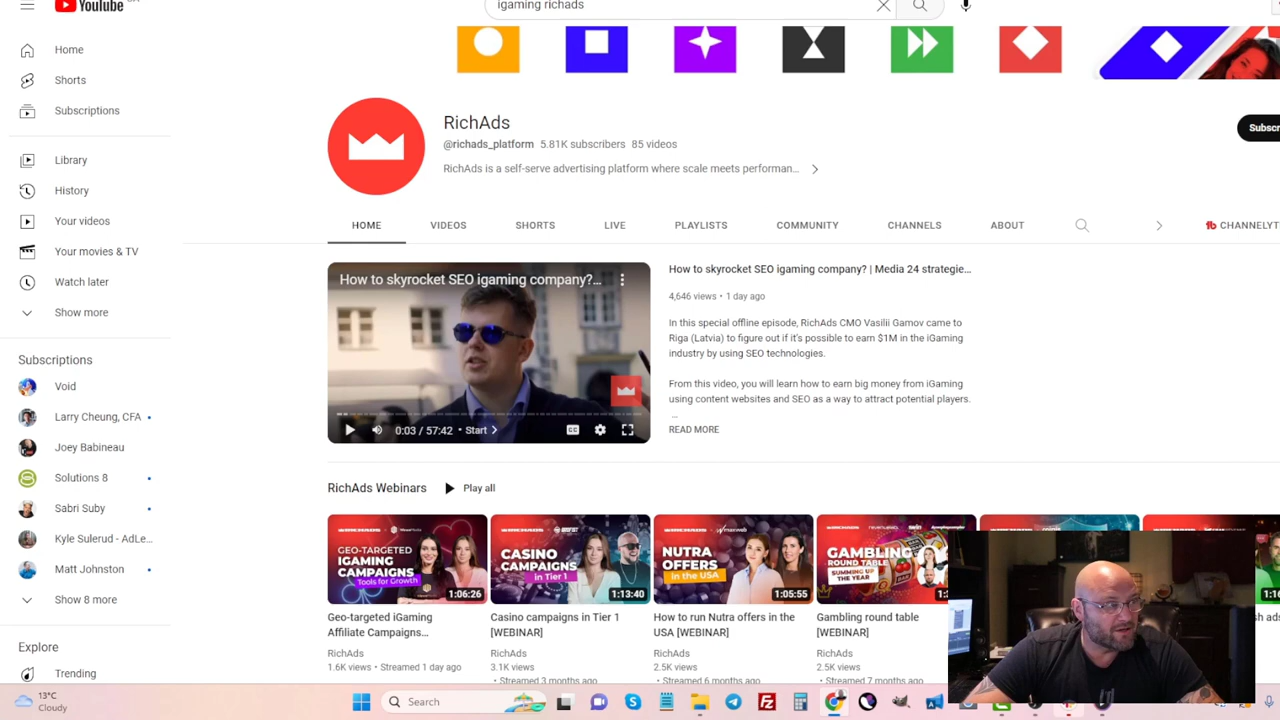 YouTube
igaming richads
Home
Shorts
Subscriptions
Library
History
Your videos
Your movies & TV
Watch later
Show more
Subscriptions
Void
Larry Cheung, CFA
Joey Babineau
Solutions 8
Sabri Suby
Kyle Sulerud - AdLe...
Matt Johnston
Show 8 more
Explore
Trending
RichAds
@richads_platform 5.81K subscribers 85 videos
RichAds is a self-serve advertising platform where scale meets performan...
Subscr
HOME VIDEOS SHORTS LIVE PLAYLISTS COMMUNITY CHANNELS ABOUT CHANNELYT
How to skyrocket SEO igaming company?...
0:03 / 57:42 • Start
How to skyrocket SEO igaming company? | Media 24 strategie...
4,646 views • 1 day ago
In this special offline episode, RichAds CMO Vasilii Gamov came to
Riga (Latvia) to figure out if it's possible to earn $1M in the iGaming
industry by using SEO technologies.
From this video, you will learn how to earn big money from iGaming
using content websites and SEO as a way to attract potential players.
...
READ MORE
RichAds Webinars Play all
GEO-TARGETED
IGAMING
CAMPAIGNS
Tools for Growth
1:06:26
Geo-targeted iGaming
Affiliate Campaigns...
RichAds
1.6K views • Streamed 1 day ago
CASINO
CAMPAIGNS
in Tier 1
1:13:40
Casino campaigns in Tier 1
[WEBINAR]
RichAds
3.1K views
• Streamed 3 months ago
NUTRA
OFFERS
in the USA
1:05:55
How to run Nutra offers in the
USA [WEBINAR]
RichAds
2.5K views
• Streamed 6 months ago
GAMBLING
ROUND TABLE
SUMMING UP
THE YEAR
Gambling round table
[WEBINAR]
RichAds
2.5K views
• Streamed 7 months ago
13°C
Cloudy
Search